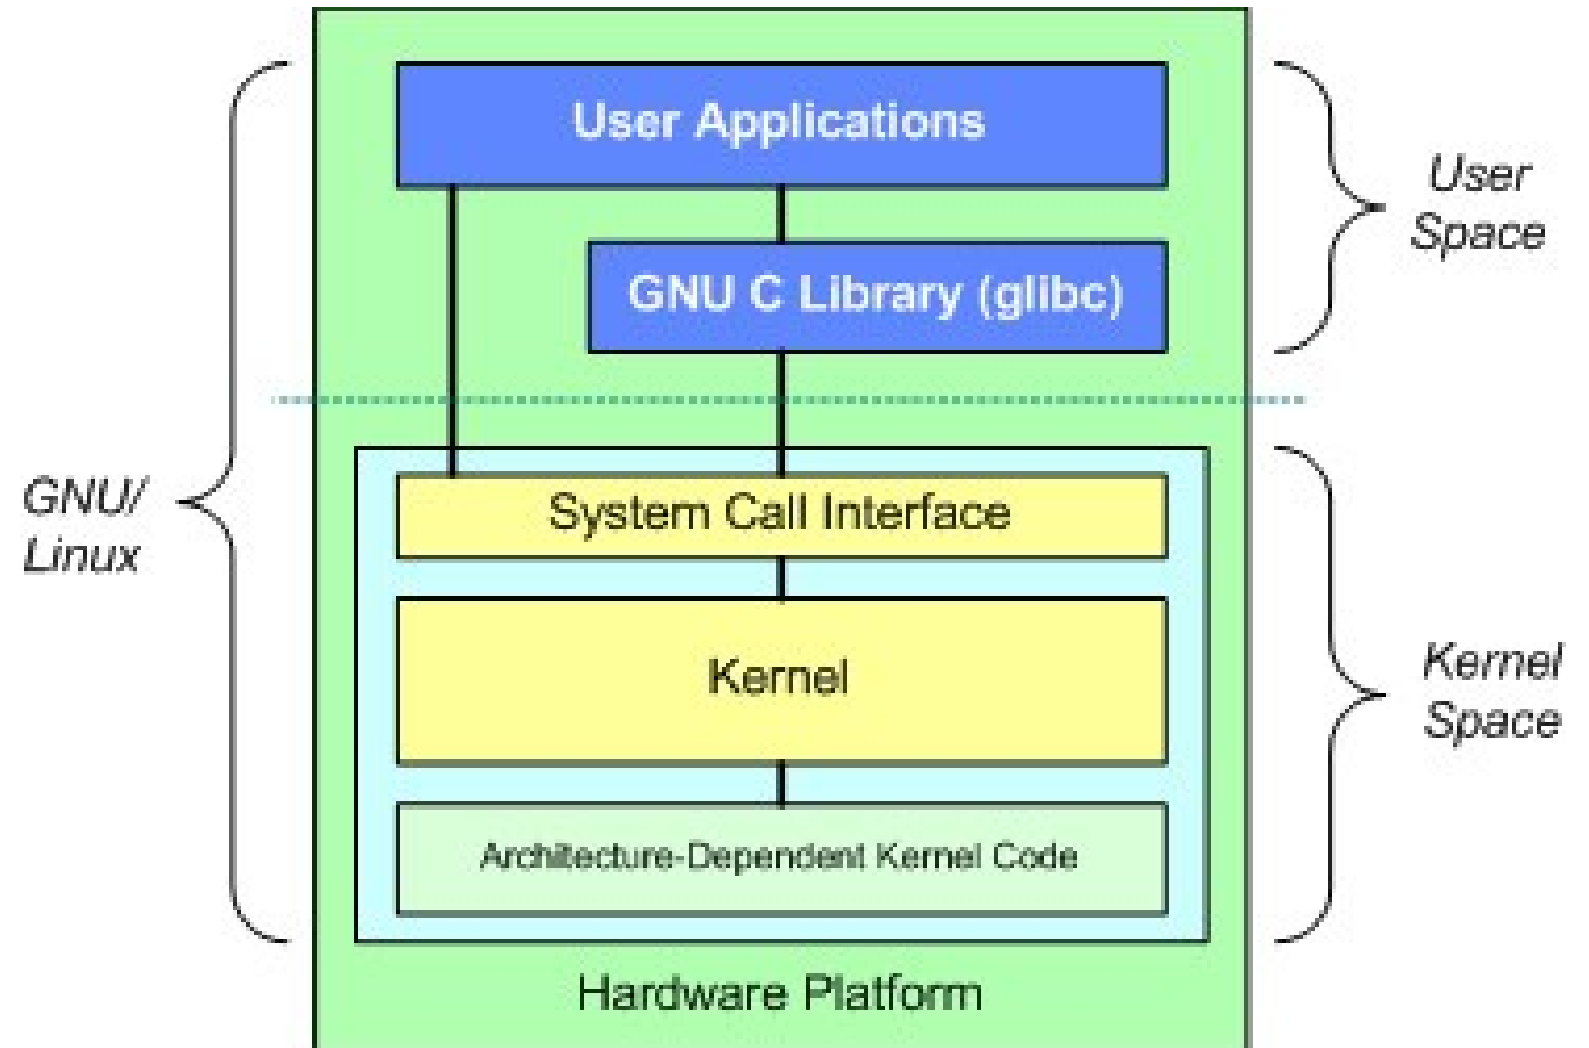 User Applications
User
Space
GNU C Library (glibc)
GNU/
Linux
System Call Interface
Kernel
Kernel
Space
Architecture-Dependent Kernel Code
Hardware Platform